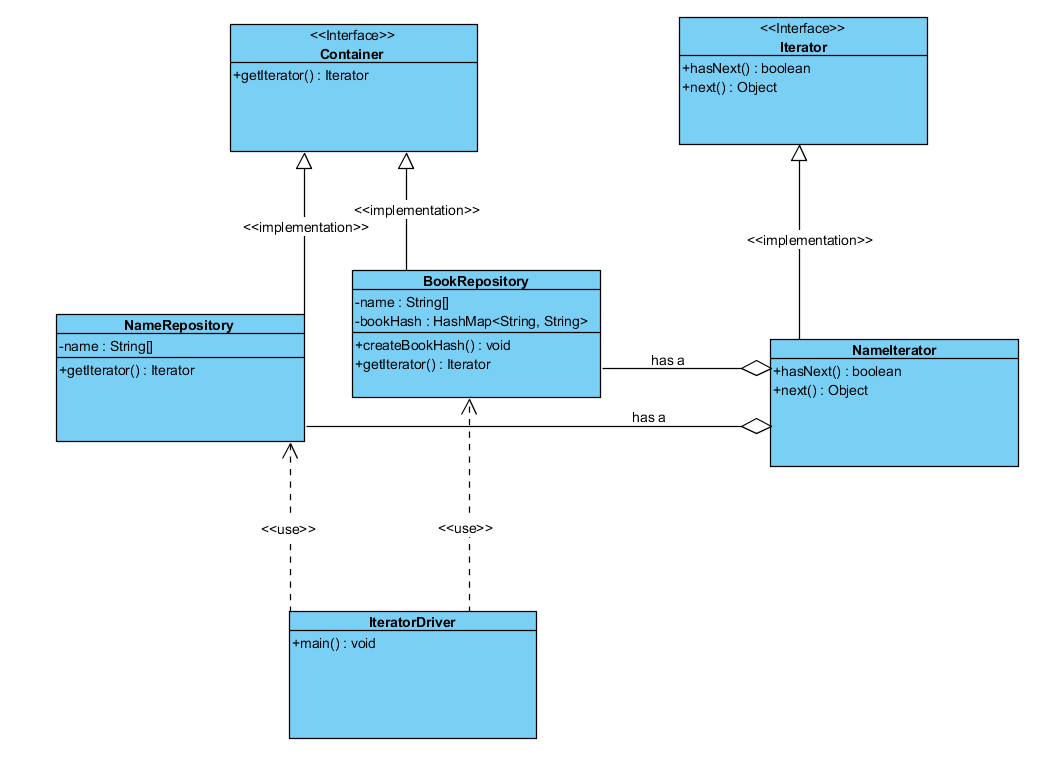 <<Interface>>
Container
+getIterator() : Iterator
<<Interface>>
Iterator
+hasNext() : boolean
+next() : Object
<<implementation>>
<<implementation>>
<<implementation>>
BookRepository
-name : String[]
-bookHash : HashMap<String, String>
+createBookHash() : void
+getIterator() : Iterator
NameRepository
-name : String[]
+getIterator() : Iterator
NameIterator
+hasNext() : boolean
+next() : Object
has a
has a
<<use>>
<<use>>
IteratorDriver
+main() : void